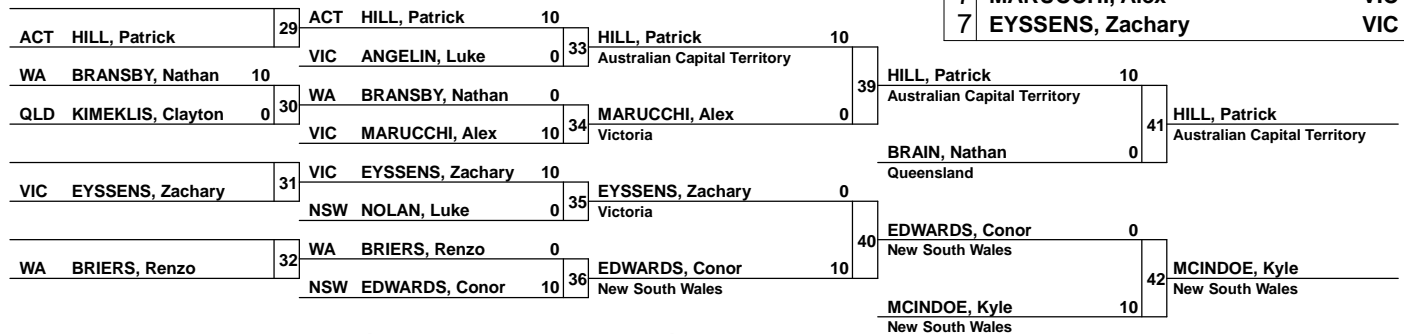 ACT HILL, Patrick 10
7 EYSSENS, Zachary VIC
29
ACT HILL, Patrick
HILL, Patrick 10
VIC ANGELIN, Luke 0
33
Australian Capital Territory
WA BRANSBY, Nathan 10
HILL, Patrick 10
39
Australian Capital Territory
WA BRANSBY, Nathan 0
30
QLD KIMEKLIS, Clayton 0
MARUCCHI, Alex 0
HILL, Patrick
41
Australian Capital Territory
VIC MARUCCHI, Alex 10
34
Victoria
BRAIN, Nathan 0
Queensland
VIC EYSSENS, Zachary 10
31
VIC EYSSENS, Zachary
EYSSENS, Zachary 0
NSW NOLAN, Luke 0
35
Victoria
EDWARDS, Conor 0
40
New South Wales
WA BRIERS, Renzo 0
32
WA BRIERS, Renzo
EDWARDS, Conor 10
MCINDOE, Kyle
42
New South Wales
NSW EDWARDS, Conor 10
36
New South Wales
MCINDOE, Kyle 10
New South Wales